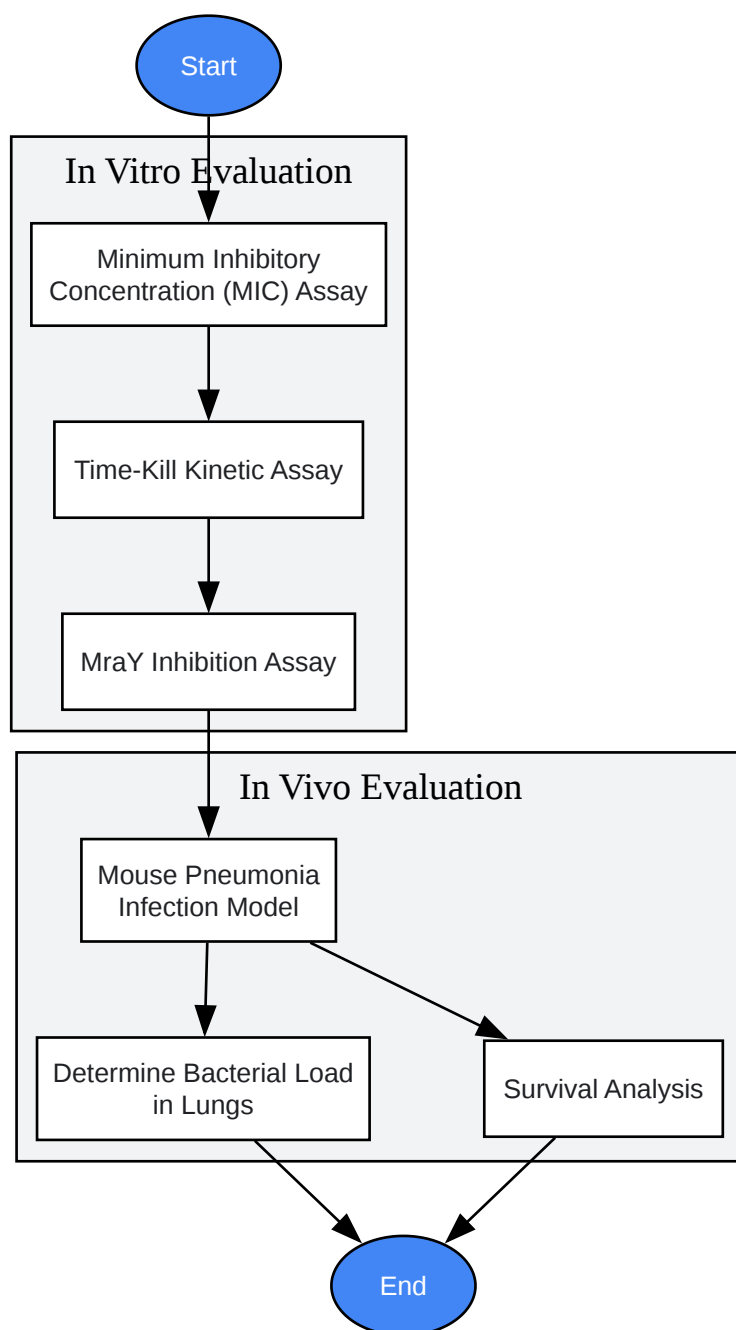 Start
In Vitro Evaluation
Minimum Inhibitory
Concentration (MIC) Assay
Time-Kill Kinetic Assay
MraY Inhibition Assay
In Vivo Evaluation
Mouse Pneumonia
Infection Model
Determine Bacterial Load
in Lungs
Survival Analysis
End